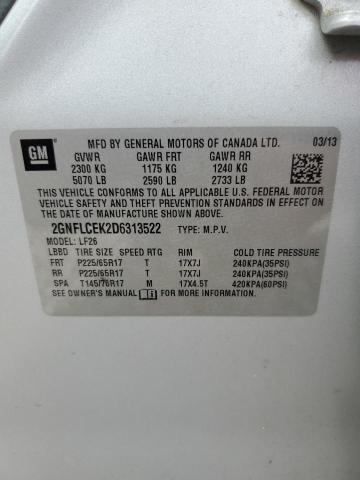 GM
MFD BY GENERAL MOTORS OF CANADA LTD. 03/13
GVWR GAWR FRT GAWR RR
2300 KG 1175 KG 1240 KG
5070 LB 2590 LB 2733 LB
THIS VEHICLE CONFORMS TO ALL APPLICABLE U.S. FEDERAL MOTOR
VEHICLE SAFETY AND THEFT PREVENTION STANDARDS IN EFFECT ON THE
DATE OF MANUFACTURE SHOWN ABOVE.
2GNFLCEK2D6313522 TYPE: M.P.V.
MODEL: LF26
LBBD TIRE SIZE SPEED RTG RIM COLD TIRE PRESSURE
FRT P225/65R17 T 17X7J 240KPA(35PSI)
RR P225/65R17 T 17X7J 240KPA(35PSI)
SPA T145/70R17 M 17X4.5T 420KPA(60PSI)
SEE OWNER'S MANUAL FOR MORE INFORMATION.